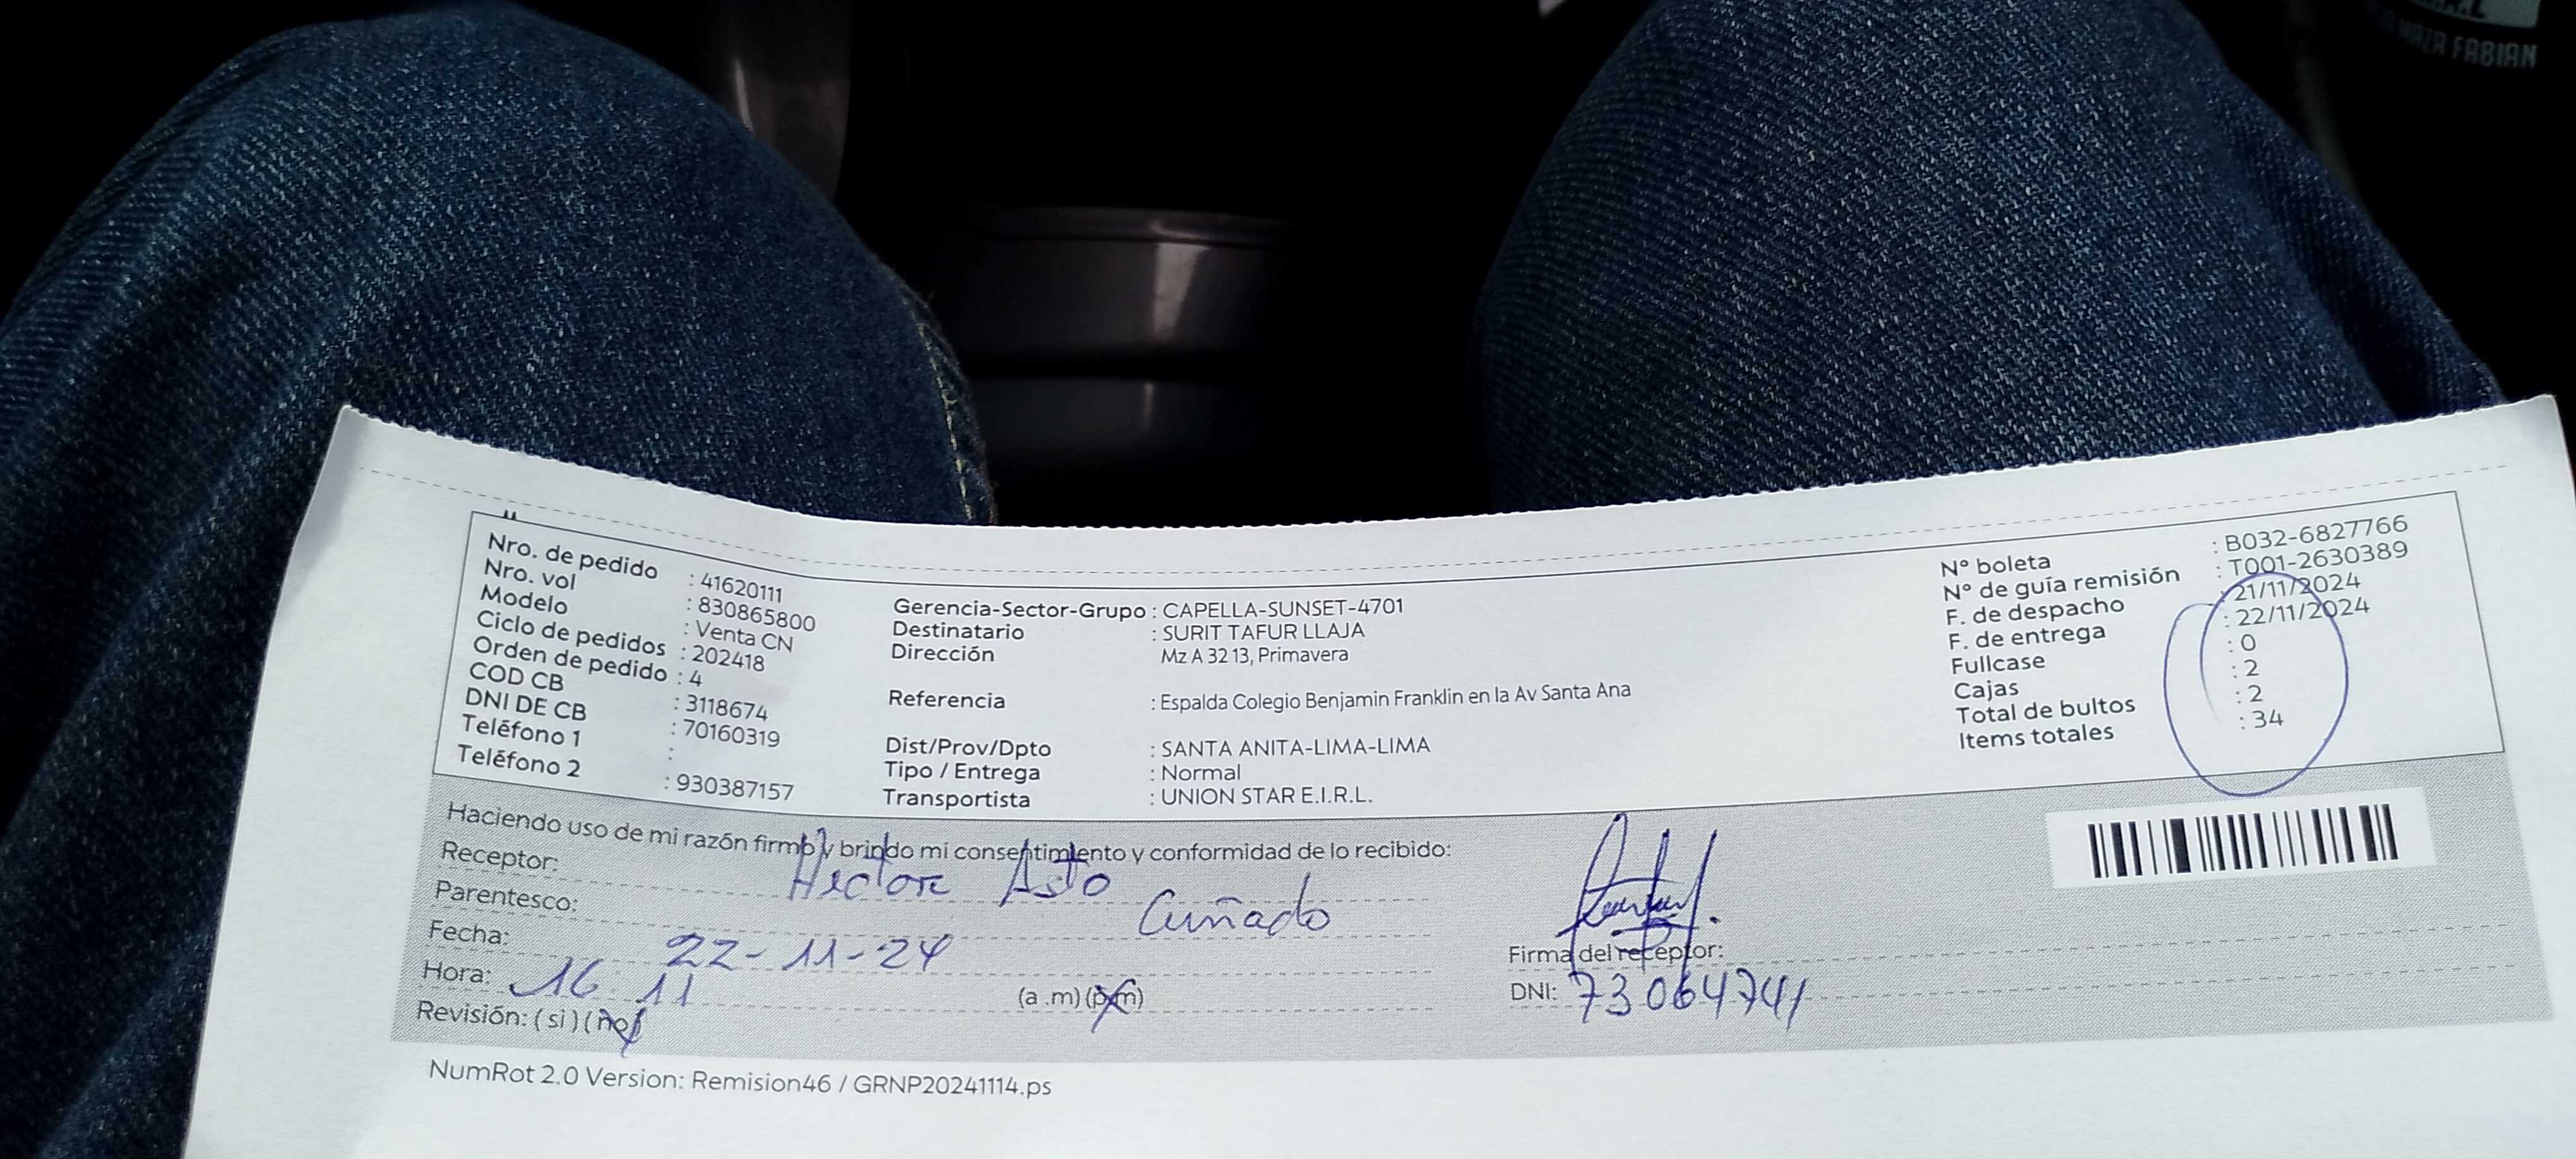 MAZA FABIAN
Nro. de pedido : 41620111
Nro. vol : 830865800
Modelo : Venta CN
Ciclo de pedidos : 202418
Orden de pedido : 4
COD CB : 3118674
DNI DE CB : 70160319
Teléfono 1 :
Teléfono 2 : 930387157
Gerencia-Sector-Grupo : CAPELLA-SUNSET-4701
Destinatario : SURIT TAFUR LLAJA
Dirección Mz A 32 13, Primavera
Referencia : Espalda Colegio Benjamin Franklin en la Av Santa Ana
Dist/Prov/Dpto : SANTA ANITA-LIMA-LIMA
Tipo / Entrega : Normal
Transportista : UNION STAR E.I.R.L.
N° boleta : B032-6827766
N° de guía remisión : T001-2630389
F. de despacho : 21/11/2024
F. de entrega : 22/11/2024
Fullcase : 0
Cajas : 2
Total de bultos : 2
Items totales : 34
Haciendo uso de mi razón firmo y brindo mi consentimiento y conformidad de lo recibido:
Receptor: Hector Asto
Parentesco: Cuñado
Fecha: 22-11-24
Hora: 16 11 (a .m) (p.m)
Revisión: ( si ) ( no )
Firma del receptor:
DNI: 73064741
NumRot 2.0 Version: Remision46 / GRNP20241114.ps